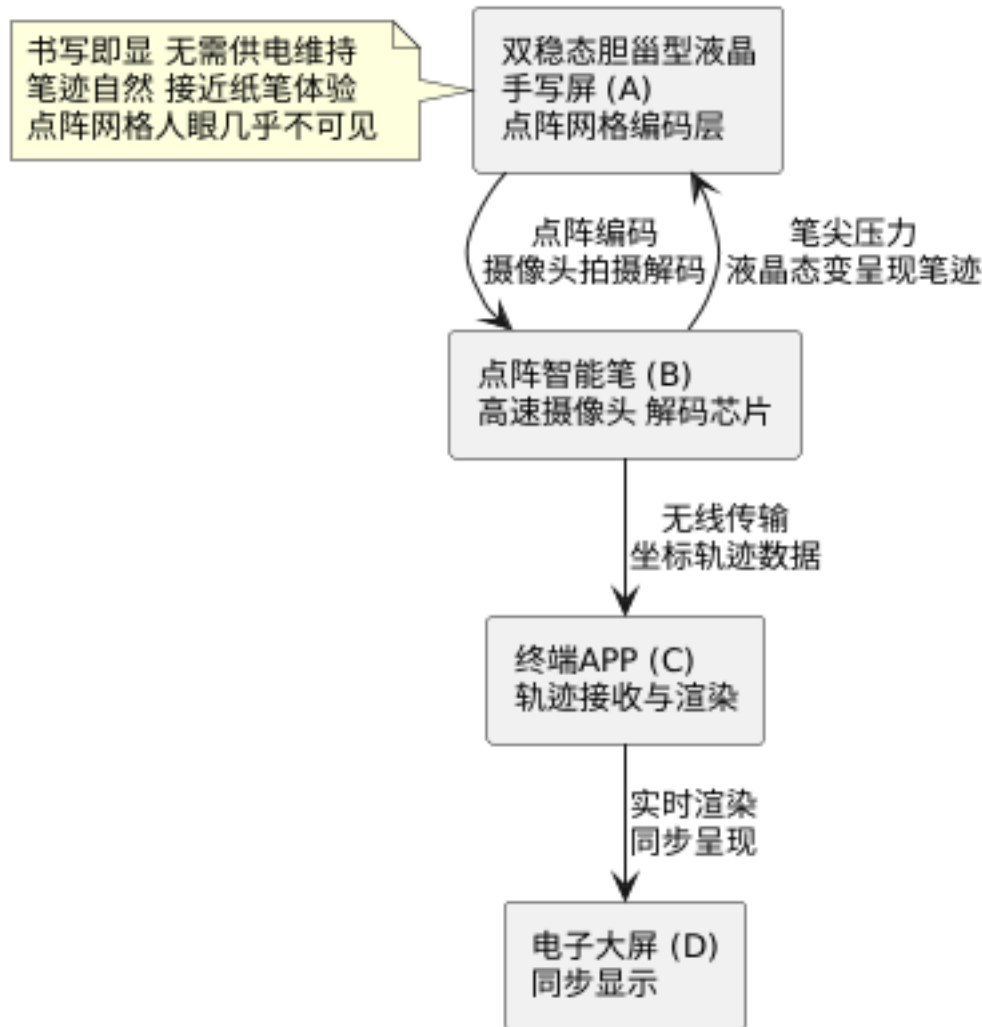 书写即显 无需供电维持
笔迹自然 接近纸笔体验
点阵网格人眼几乎不可见
双稳态胆甾型液晶
手写屏 (A)
点阵网格编码层
点阵编码
摄像头拍摄解码
笔尖压力
液晶态变呈现笔迹
点阵智能笔 (B)
高速摄像头 解码芯片
无线传输
坐标轨迹数据
终端APP (C)
轨迹接收与渲染
实时渲染
同步呈现
电子大屏 (D)
同步显示